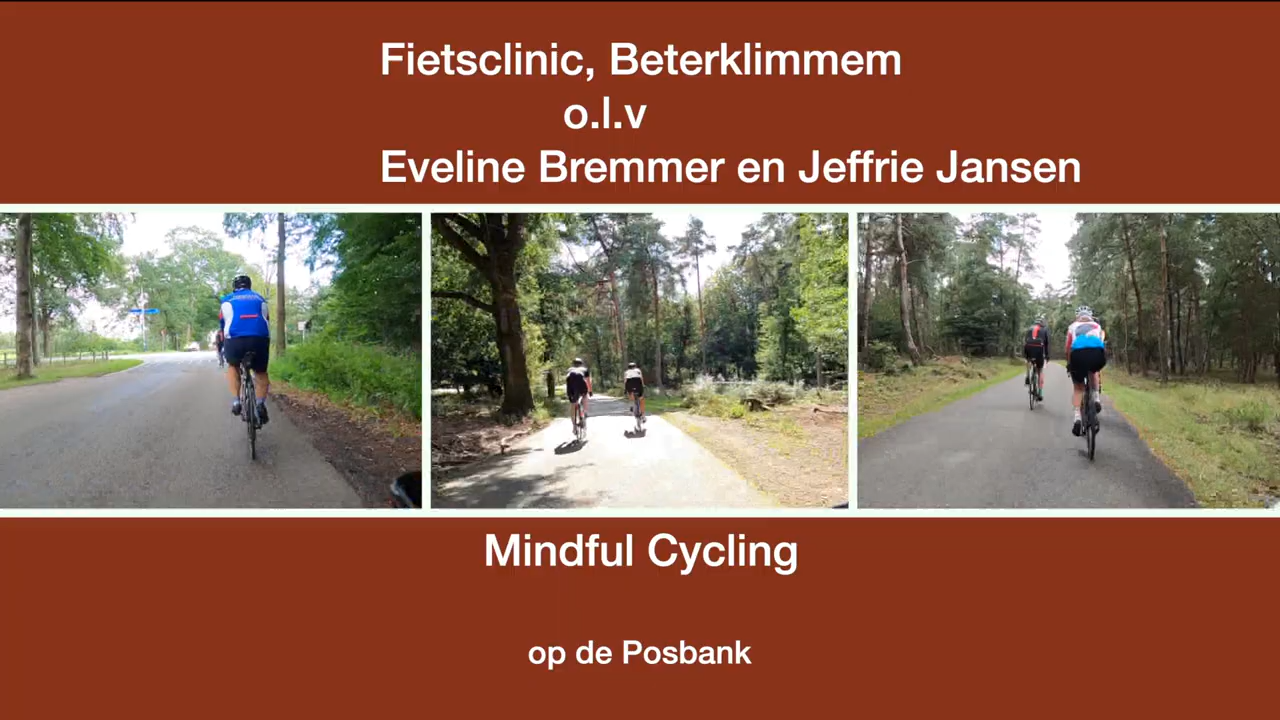 Fietsclinic, Beterklimmem
o.l.v
Eveline Bremmer en Jeffrie Jansen
Mindful Cycling
op de Posbank